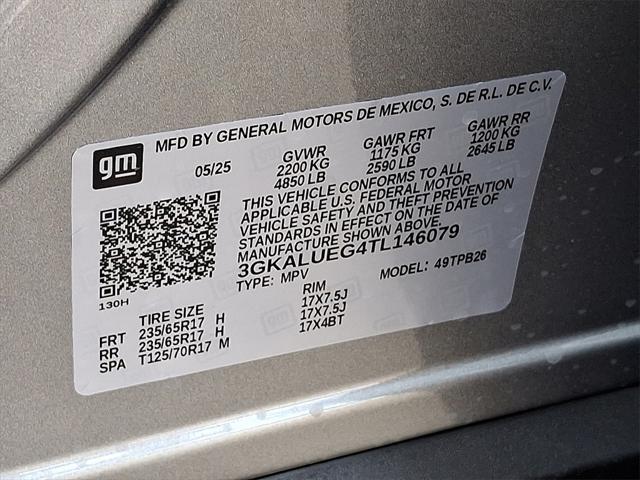 gm MFD BY GENERAL MOTORS DE MEXICO, S. DE R.L. DE C.V.
05/25 GVWR GAWR FRT GAWR RR
2200 KG 1175 KG 1200 KG
4850 LB 2590 LB 2645 LB
THIS VEHICLE CONFORMS TO ALL
APPLICABLE U.S. FEDERAL MOTOR
VEHICLE SAFETY AND THEFT PREVENTION
STANDARDS IN EFFECT ON THE DATE OF
MANUFACTURE SHOWN ABOVE.
3GKALUEG4TL146079
TYPE: MPV MODEL: 49TPB26
130H
TIRE SIZE RIM
FRT 235/65R17 H 17X7.5J
RR 235/65R17 H 17X7.5J
SPA T125/70R17 M 17X4BT